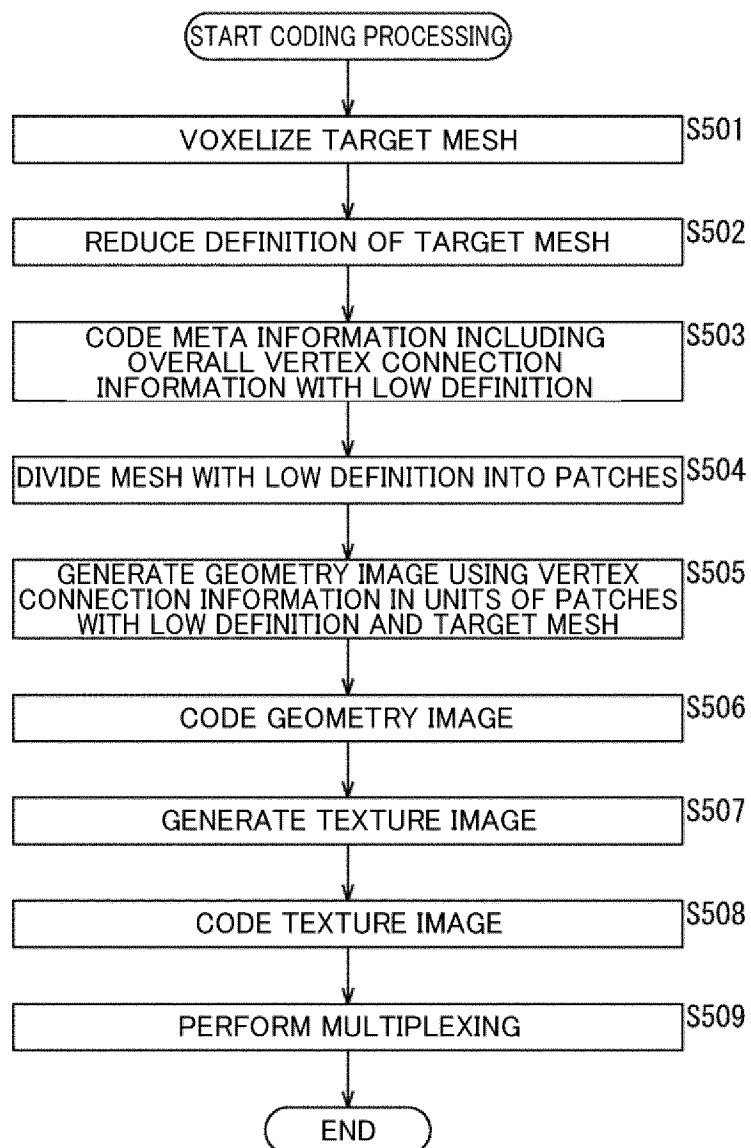 START CODING PROCESSING
VOXELIZE TARGET MESH
S501
REDUCE DEFINITION OF TARGET MESH
S502
CODE META INFORMATION INCLUDING
OVERALL VERTEX CONNECTION
INFORMATION WITH LOW DEFINITION
S503
DIVIDE MESH WITH LOW DEFINITION INTO PATCHES
S504
GENERATE GEOMETRY IMAGE USING VERTEX
CONNECTION INFORMATION IN UNITS OF PATCHES
WITH LOW DEFINITION AND TARGET MESH
S505
CODE GEOMETRY IMAGE
S506
GENERATE TEXTURE IMAGE
S507
CODE TEXTURE IMAGE
S508
PERFORM MULTIPLEXING
S509
END